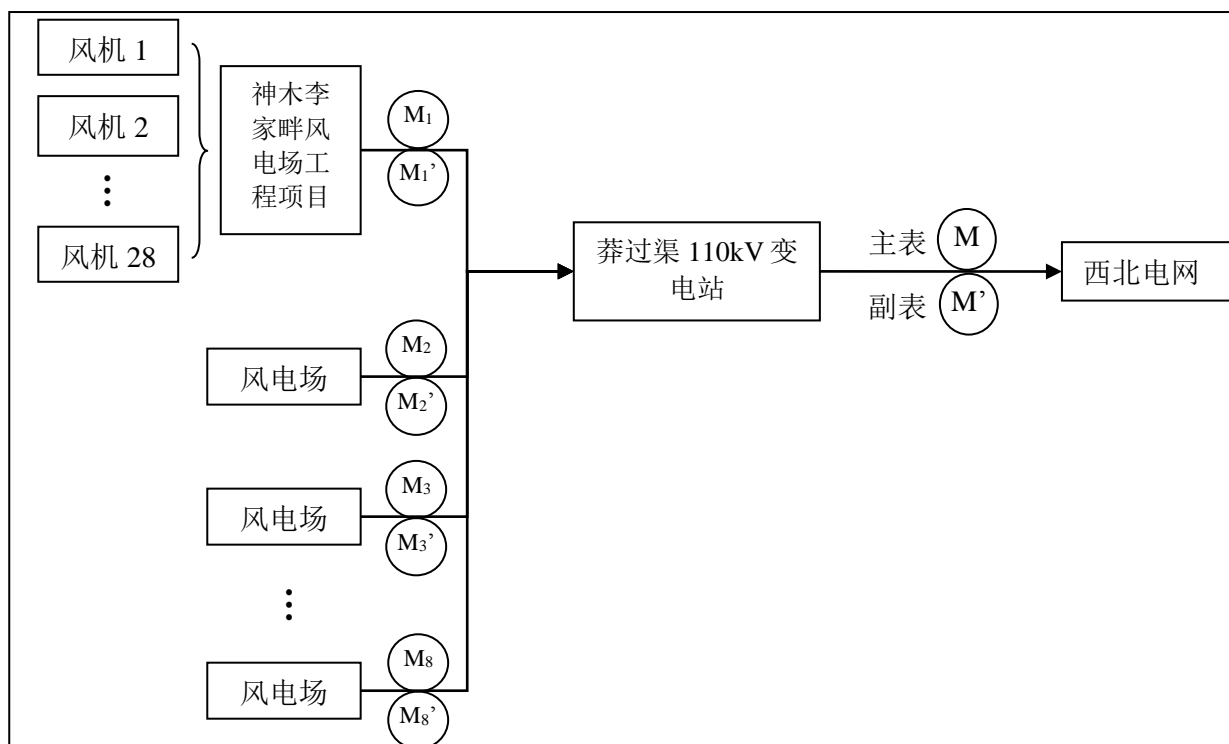 风机 1
风机 2
⋮
风机 28
神木李
家畔风
电场工
程项目
M₁
M₁’
风电场
M₂
M₂’
风电场
M₃
M₃’
⋮
风电场
M₈
M₈’
莽过渠 110kV 变
电站
主表
M
副表
M’
西北电网